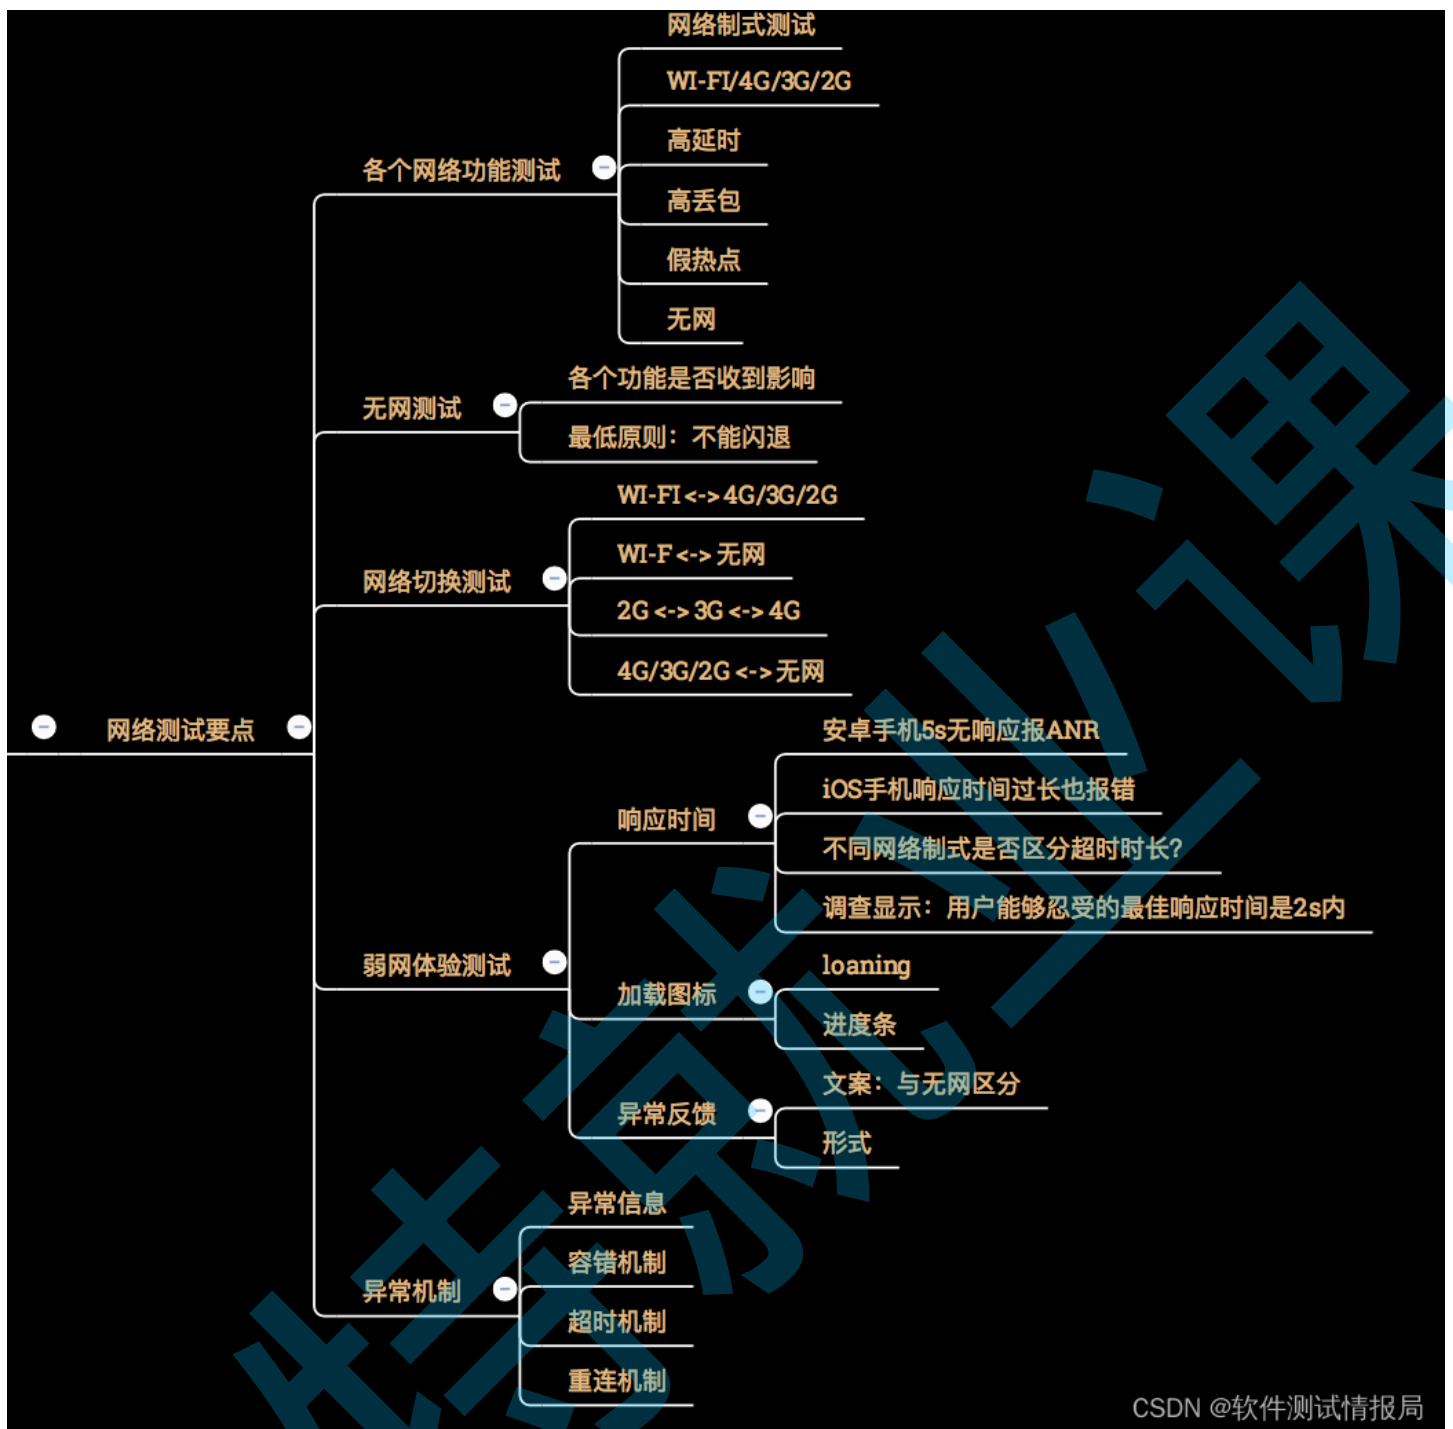 网络测试要点
各个网络功能测试
网络制式测试
WI-FI/4G/3G/2G
高延时
高丢包
假热点
无网
无网测试
各个功能是否收到影响
最低原则：不能闪退
网络切换测试
WI-FI <-> 4G/3G/2G
WI-F <-> 无网
2G <-> 3G <-> 4G
4G/3G/2G <-> 无网
弱网体验测试
响应时间
安卓手机5s无响应报ANR
iOS手机响应时间过长也报错
不同网络制式是否区分超时时长?
调查显示：用户能够忍受的最佳响应时间是2s内
加载图标
loaning
进度条
异常反馈
文案：与无网区分
形式
异常机制
异常信息
容错机制
超时机制
重连机制
特就业课
CSDN @软件测试情报局